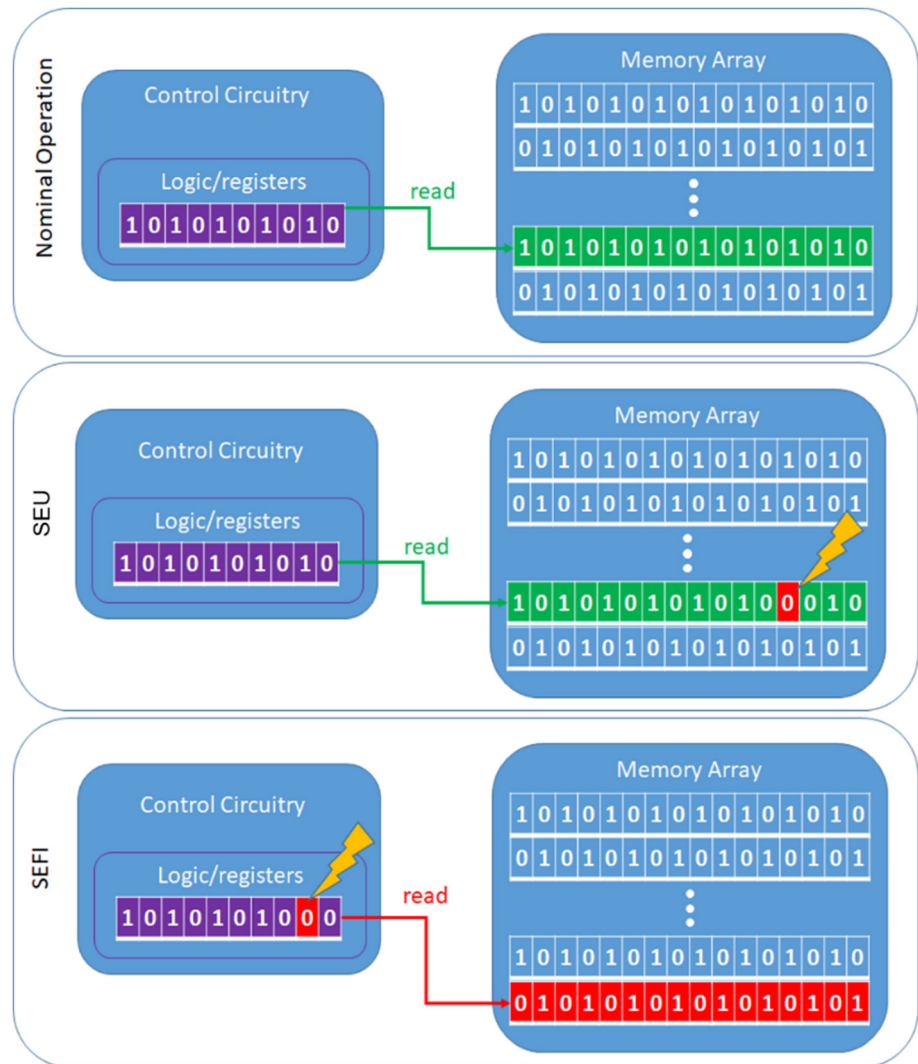 Nominal Operation
Control Circuitry
Logic/registers
1 0 1 0 1 0 1 0 1 0
read
Memory Array
1 0 1 0 1 0 1 0 1 0 1 0 1 0 1 0
0 1 0 1 0 1 0 1 0 1 0 1 0 1 0 1
1 0 1 0 1 0 1 0 1 0 1 0 1 0 1 0
0 1 0 1 0 1 0 1 0 1 0 1 0 1 0 1
SEU
Control Circuitry
Logic/registers
1 0 1 0 1 0 1 0 1 0
read
Memory Array
1 0 1 0 1 0 1 0 1 0 1 0 1 0 1 0
0 1 0 1 0 1 0 1 0 1 0 1 0 1 0 1
1 0 1 0 1 0 1 0 1 0 1 0 0 0 1 0
0 1 0 1 0 1 0 1 0 1 0 1 0 1 0 1
SEFI
Control Circuitry
Logic/registers
1 0 1 0 1 0 1 0 0 0
read
Memory Array
1 0 1 0 1 0 1 0 1 0 1 0 1 0 1 0
0 1 0 1 0 1 0 1 0 1 0 1 0 1 0 1
1 0 1 0 1 0 1 0 1 0 1 0 1 0 1 0
0 1 0 1 0 1 0 1 0 1 0 1 0 1 0 1